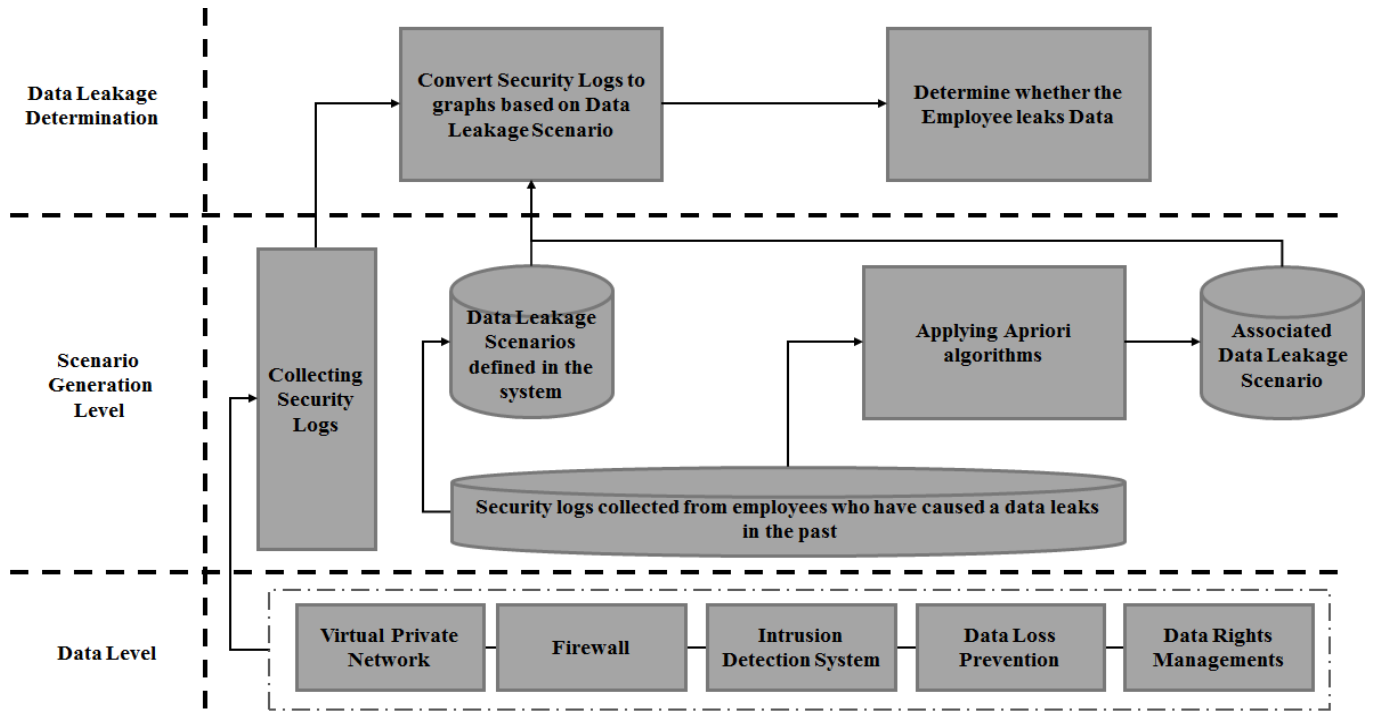 Data Leakage
Determination
Convert Security Logs to
graphs based on Data
Leakage Scenario
Determine whether the
Employee leaks Data
Scenario
Generation
Level
Collecting
Security
Logs
Data Leakage
Scenarios
defined in the
system
Applying Apriori
algorithms
Associated
Data Leakage
Scenario
Security logs collected from employees who have caused a data leaks
in the past
Data Level
Virtual Private
Network
Firewall
Intrusion
Detection System
Data Loss
Prevention
Data Rights
Managements